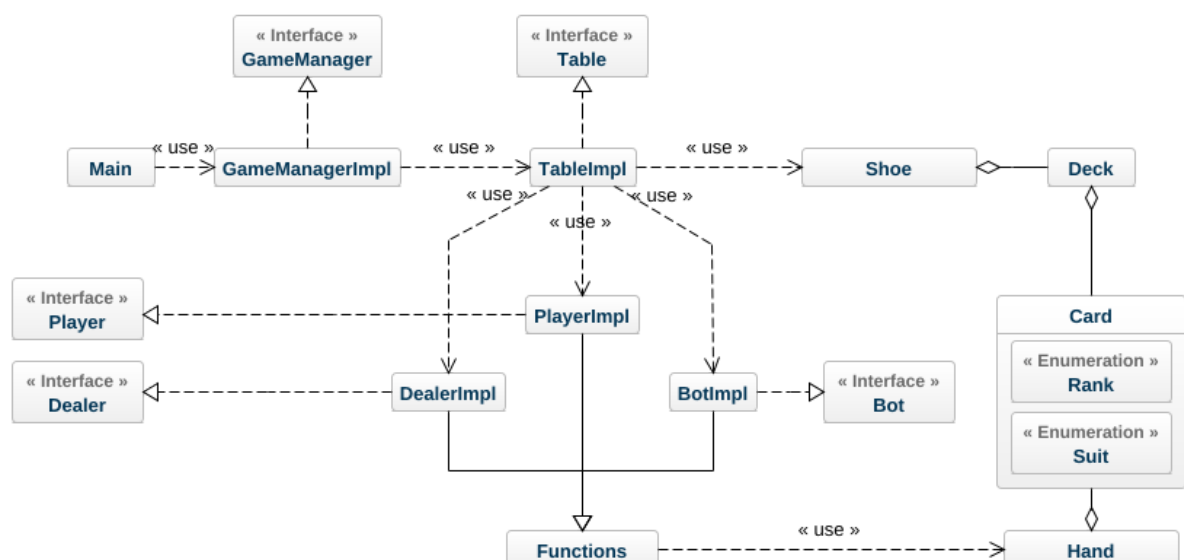 « Interface »
GameManager
« Interface »
Table
« use »
« use »
« use »
Main
GameManagerImpl
TableImpl
Shoe
Deck
« use »
« use »
« use »
« Interface »
Player
PlayerImpl
Card
« Interface »
Dealer
DealerImpl
BotImpl
« Interface »
Bot
« Enumeration »
Rank
« Enumeration »
Suit
« use »
Functions
Hand